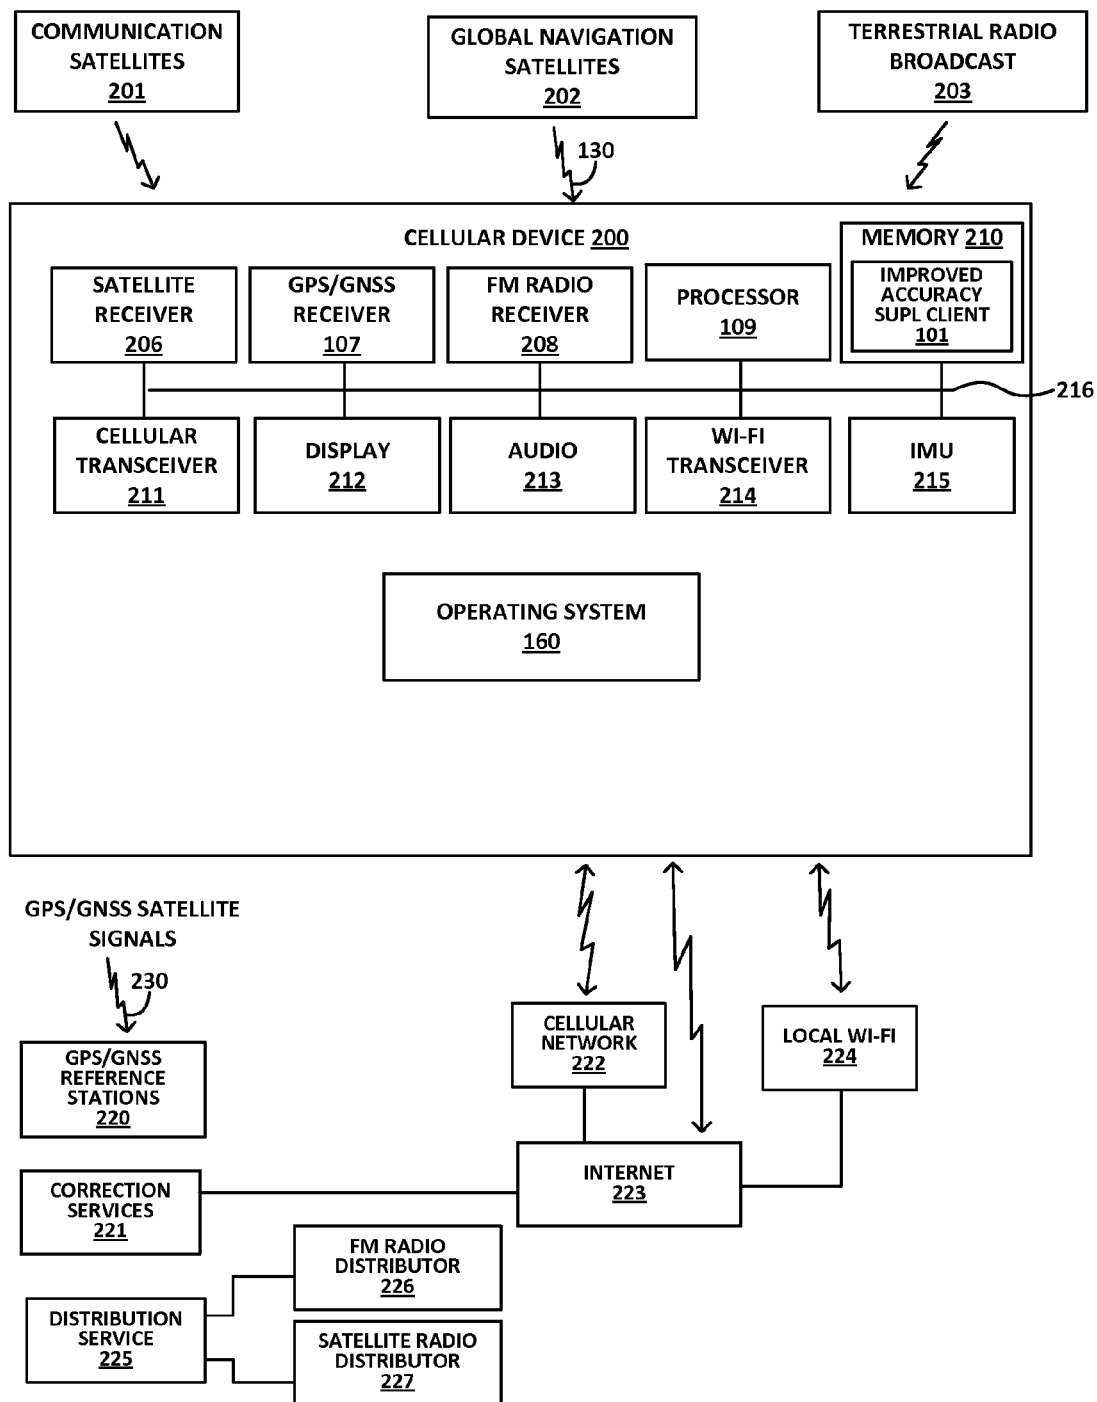 COMMUNICATION
SATELLITES
201
GLOBAL NAVIGATION
SATELLITES
202
TERRESTRIAL RADIO
BROADCAST
203
130
CELLULAR DEVICE 200
MEMORY 210
IMPROVED
ACCURACY
SUPL CLIENT
101
SATELLITE
RECEIVER
206
GPS/GNSS
RECEIVER
107
FM RADIO
RECEIVER
208
PROCESSOR
109
216
CELLULAR
TRANSCEIVER
211
DISPLAY
212
AUDIO
213
WI-FI
TRANSCEIVER
214
IMU
215
OPERATING SYSTEM
160
GPS/GNSS SATELLITE
SIGNALS
230
GPS/GNSS
REFERENCE
STATIONS
220
CELLULAR
NETWORK
222
LOCAL WI-FI
224
CORRECTION
SERVICES
221
INTERNET
223
FM RADIO
DISTRIBUTOR
226
DISTRIBUTION
SERVICE
225
SATELLITE RADIO
DISTRIBUTOR
227